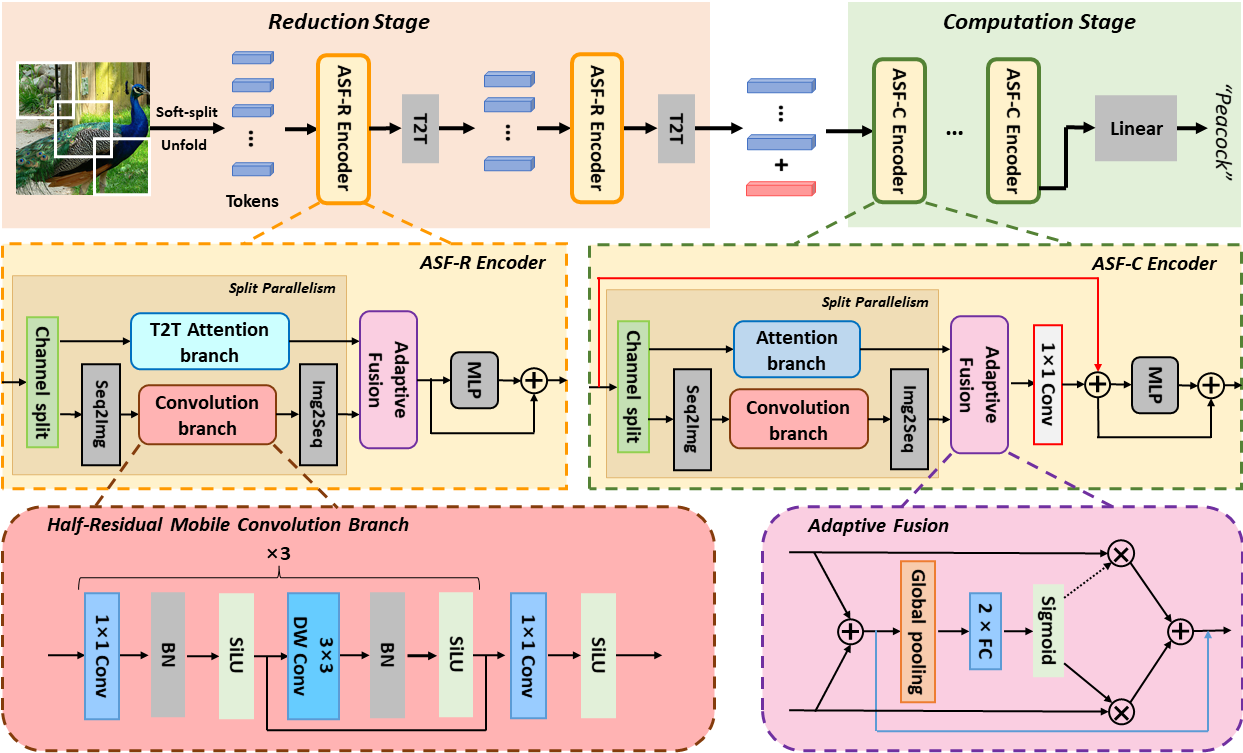 Reduction Stage
Computation Stage
Soft-split
Unfold
...
Tokens
ASF-R Encoder
T2T
...
ASF-R Encoder
T2T
...
+
ASF-C Encoder
...
ASF-C Encoder
Linear
“Peacock”
ASF-R Encoder
Split Parallelism
Channel split
T2T Attention
branch
Seq2Img
Convolution
branch
Img2Seq
Adaptive
Fusion
MLP
ASF-C Encoder
Split Parallelism
Channel split
Attention
branch
Seq2Img
Convolution
branch
Img2Seq
Adaptive
Fusion
1×1 Conv
MLP
Half-Residual Mobile Convolution Branch
×3
1×1 Conv
BN
SiLU
3×3
DW Conv
BN
SiLU
1×1 Conv
SiLU
Adaptive Fusion
Global pooling
2 × FC
Sigmoid